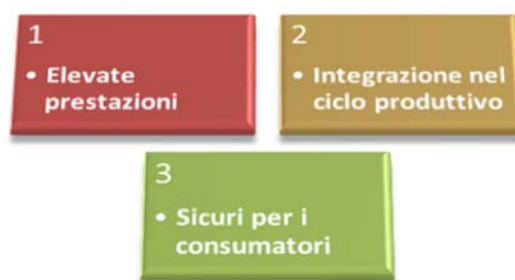 1
• Elevate
prestazioni
2
• Integrazione nel
ciclo produttivo
3
• Sicuri per i
consumatori